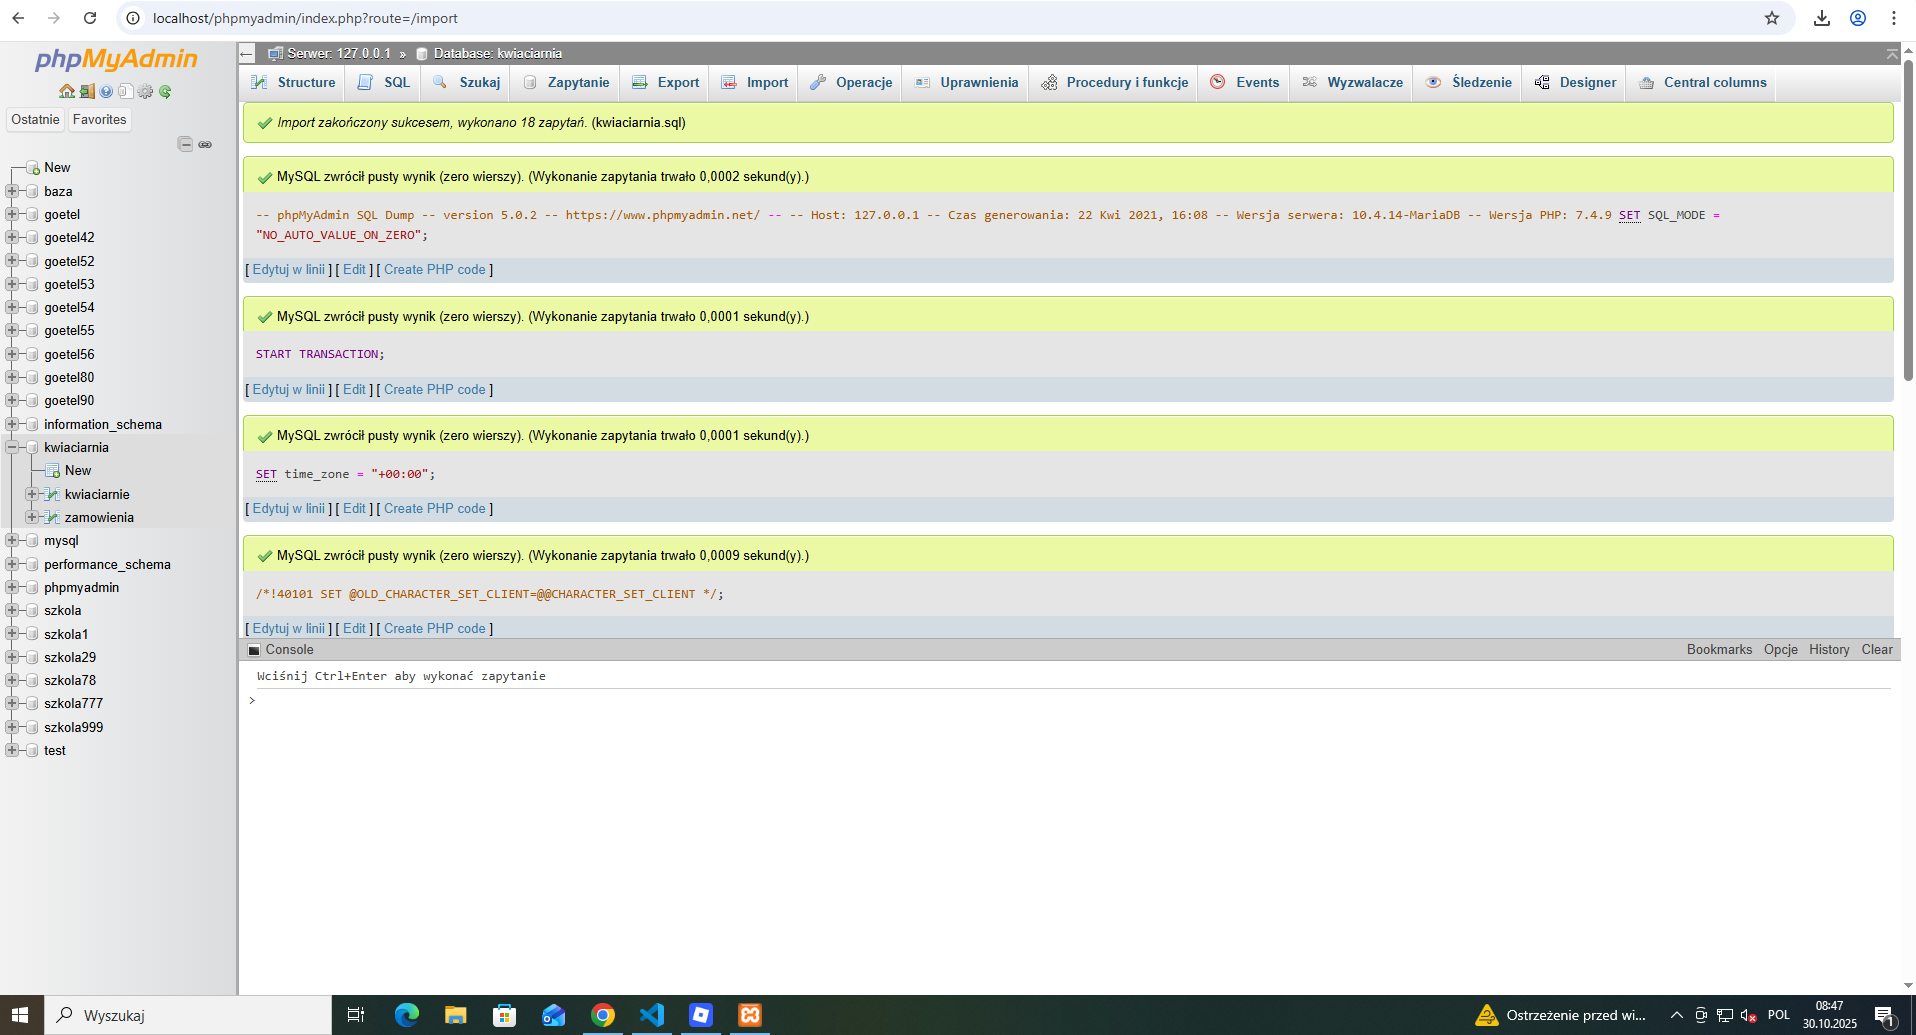 localhost/phpmyadmin/index.php?route=/import
phpMyAdmin
Ostatnie Favorites
New
baza
goetel
goetel42
goetel52
goetel53
goetel54
goetel55
goetel56
goetel80
goetel90
information_schema
kwiaciarnia
New
kwiaciarnie
zamowienia
mysql
performance_schema
phpmyadmin
szkola
szkola1
szkola29
szkola78
szkola777
szkola999
test
Serwer: 127.0.0.1 » Database: kwiaciarnia
Structure SQL Szukaj Zapytanie Export Import Operacje Uprawnienia Procedury i funkcje Events Wyzwalacze Śledzenie Designer Central columns
Import zakończony sukcesem, wykonano 18 zapytań. (kwiaciarnia.sql)
MySQL zwrócił pusty wynik (zero wierszy). (Wykonanie zapytania trwało 0,0002 sekund(y).)
-- phpMyAdmin SQL Dump -- version 5.0.2 -- https://www.phpmyadmin.net/ -- -- Host: 127.0.0.1 -- Czas generowania: 22 Kwi 2021, 16:08 -- Wersja serwera: 10.4.14-MariaDB -- Wersja PHP: 7.4.9 SET SQL_MODE =
"NO_AUTO_VALUE_ON_ZERO";
[ Edytuj w linii ] [ Edit ] [ Create PHP code ]
MySQL zwrócił pusty wynik (zero wierszy). (Wykonanie zapytania trwało 0,0001 sekund(y).)
START TRANSACTION;
[ Edytuj w linii ] [ Edit ] [ Create PHP code ]
MySQL zwrócił pusty wynik (zero wierszy). (Wykonanie zapytania trwało 0,0001 sekund(y).)
SET time_zone = "+00:00";
[ Edytuj w linii ] [ Edit ] [ Create PHP code ]
MySQL zwrócił pusty wynik (zero wierszy). (Wykonanie zapytania trwało 0,0009 sekund(y).)
/*!40101 SET @OLD_CHARACTER_SET_CLIENT=@@CHARACTER_SET_CLIENT */;
[ Edytuj w linii ] [ Edit ] [ Create PHP code ]
Console Bookmarks Opcje History Clear
Wciśnij Ctrl+Enter aby wykonać zapytanie
>
Wyszukaj
Ostrzeżenie przed wi...
POL
08:47
30.10.2025
1